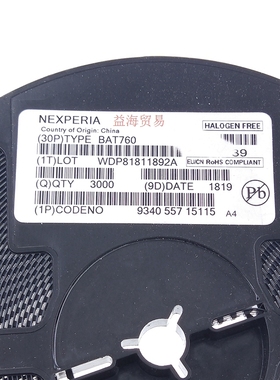 NEXPERIA 益海贸易
Country of Origin: China
HALOGEN FREE
(30P)TYPE BAT760
39
(1T)LOT WDP81811892A
EU/CN RoHS COMPLIANT
(Q)QTY 3000 (9D)DATE 1819
Pb
(1P)CODENO 9340 557 15115 A4